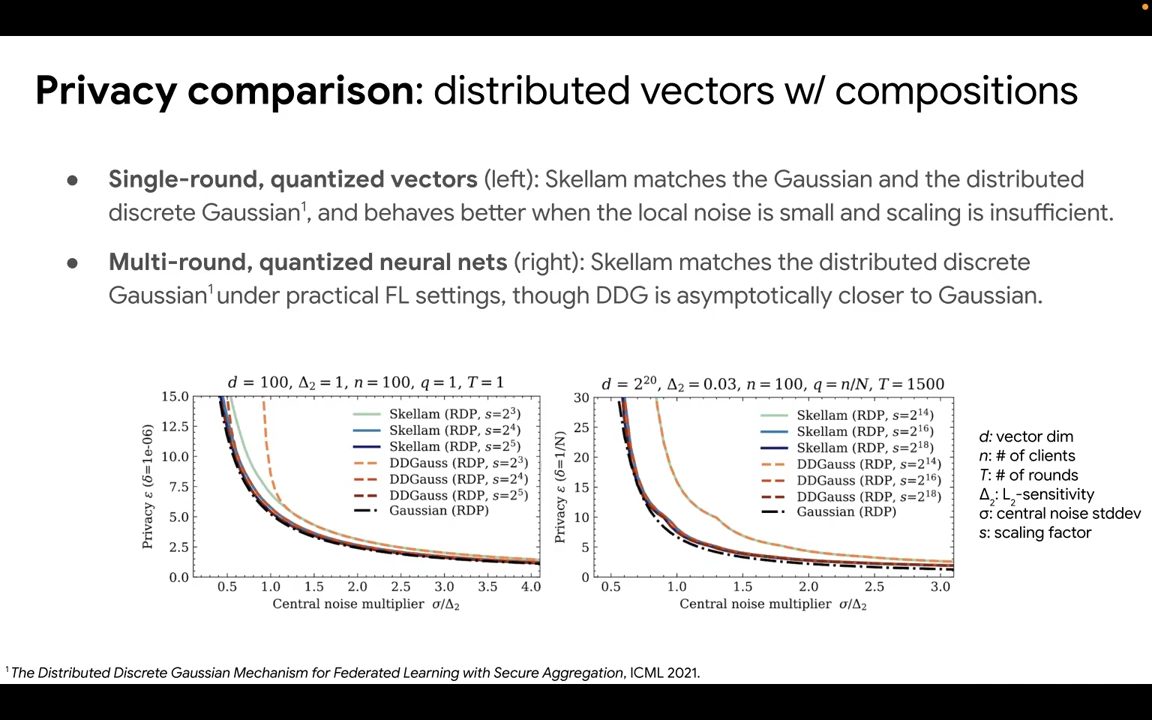 Privacy comparison: distributed vectors w/ compositions
● Single-round, quantized vectors (left): Skellam matches the Gaussian and the distributed
discrete Gaussian¹, and behaves better when the local noise is small and scaling is insufficient.
● Multi-round, quantized neural nets (right): Skellam matches the distributed discrete
Gaussian¹ under practical FL settings, though DDG is asymptotically closer to Gaussian.
d = 100, Δ₂ = 1, n = 100, q = 1, T = 1
Privacy ε (δ=1e-06)
15.0
12.5
10.0
7.5
5.0
2.5
0.0
Skellam (RDP, s=2³)
Skellam (RDP, s=2⁴)
Skellam (RDP, s=2⁵)
DDGauss (RDP, s=2³)
DDGauss (RDP, s=2⁴)
DDGauss (RDP, s=2⁵)
Gaussian (RDP)
0.5 1.0 1.5 2.0 2.5 3.0 3.5 4.0
Central noise multiplier σ/Δ₂
d = 2²⁰, Δ₂ = 0.03, n = 100, q = n/N, T = 1500
Privacy ε (δ=1/N)
30
25
20
15
10
5
0
Skellam (RDP, s=2¹⁴)
Skellam (RDP, s=2¹⁶)
Skellam (RDP, s=2¹⁸)
DDGauss (RDP, s=2¹⁴)
DDGauss (RDP, s=2¹⁶)
DDGauss (RDP, s=2¹⁸)
Gaussian (RDP)
0.5 1.0 1.5 2.0 2.5 3.0
Central noise multiplier σ/Δ₂
d: vector dim
n: # of clients
T: # of rounds
Δ₂: L₂-sensitivity
σ: central noise stddev
s: scaling factor
¹ The Distributed Discrete Gaussian Mechanism for Federated Learning with Secure Aggregation, ICML 2021.